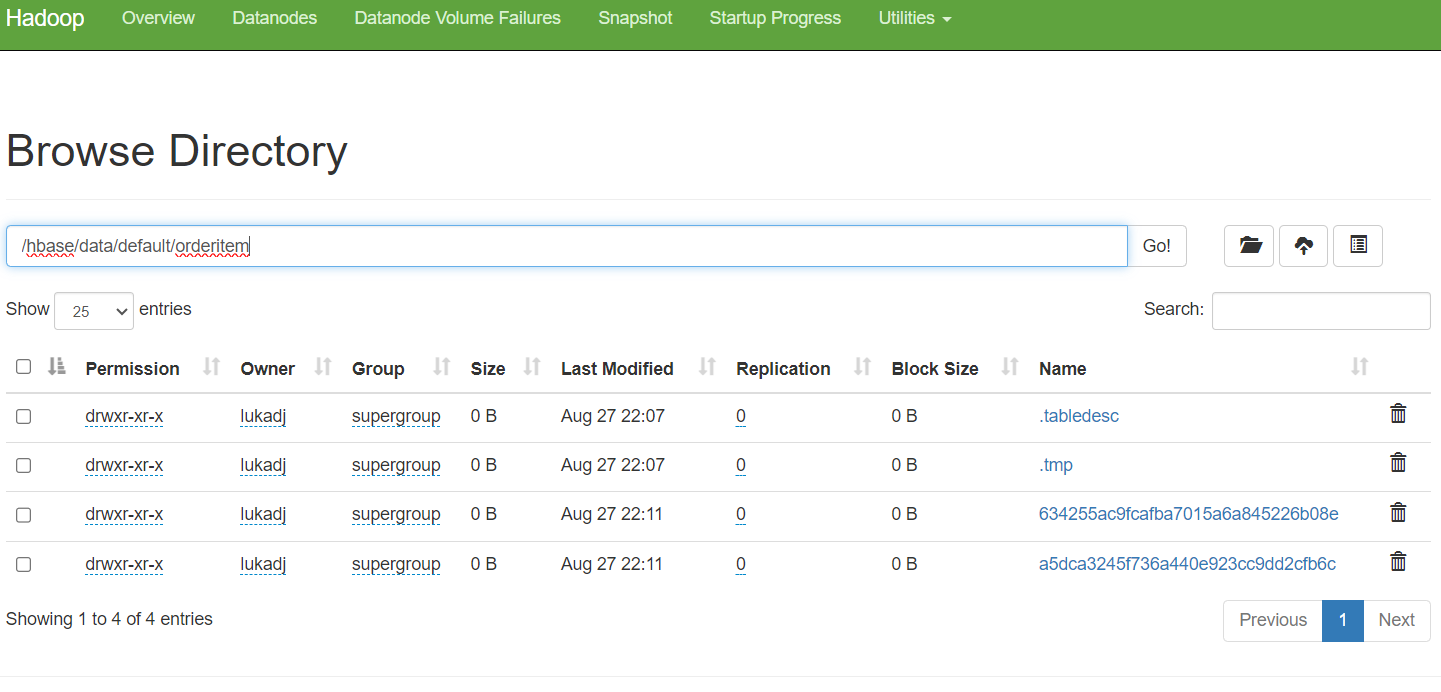 Hadoop Overview Datanodes Datanode Volume Failures Snapshot Startup Progress Utilities
Browse Directory
/hbase/data/default/orderitem Go!
Show 25 entries Search:
Permission Owner Group Size Last Modified Replication Block Size Name
drwxr-xr-x lukadj supergroup 0 B Aug 27 22:07 0 0 B .tabledesc
drwxr-xr-x lukadj supergroup 0 B Aug 27 22:07 0 0 B .tmp
drwxr-xr-x lukadj supergroup 0 B Aug 27 22:11 0 0 B 634255ac9fcafba7015a6a845226b08e
drwxr-xr-x lukadj supergroup 0 B Aug 27 22:11 0 0 B a5dca3245f736a440e923cc9dd2cfb6c
Showing 1 to 4 of 4 entries Previous 1 Next